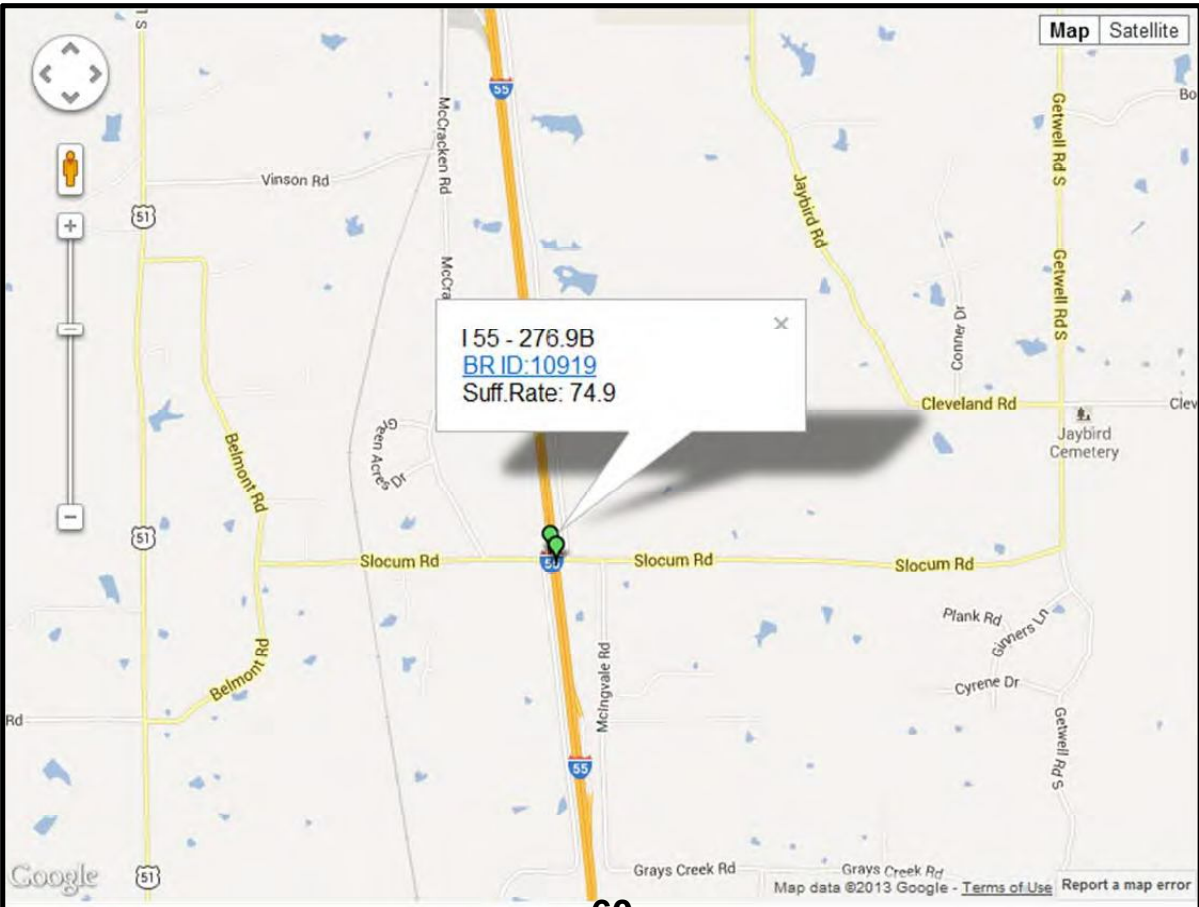 Map Satellite
S
55
Bo
McCracken Rd
Getwell Rd S
Vinson Rd
Jaybird Rd
51
McCra
Getwell Rd S
Conner Dr
I 55 - 276.9B
BR ID:10919
Suff.Rate: 74.9
×
Cleveland Rd
Clev
Jaybird
Cemetery
Green Acres Dr
Belmont Rd
51
Slocum Rd
Slocum Rd
Slocum Rd
Plank Rd
Ginners Ln
Belmont Rd
McIngvale Rd
Cyrene Dr
Rd
Getwell Rd S
55
Grays Creek Rd
Grays Creek Rd
Google
51
Map data ©2013 Google - Terms of Use
Report a map error